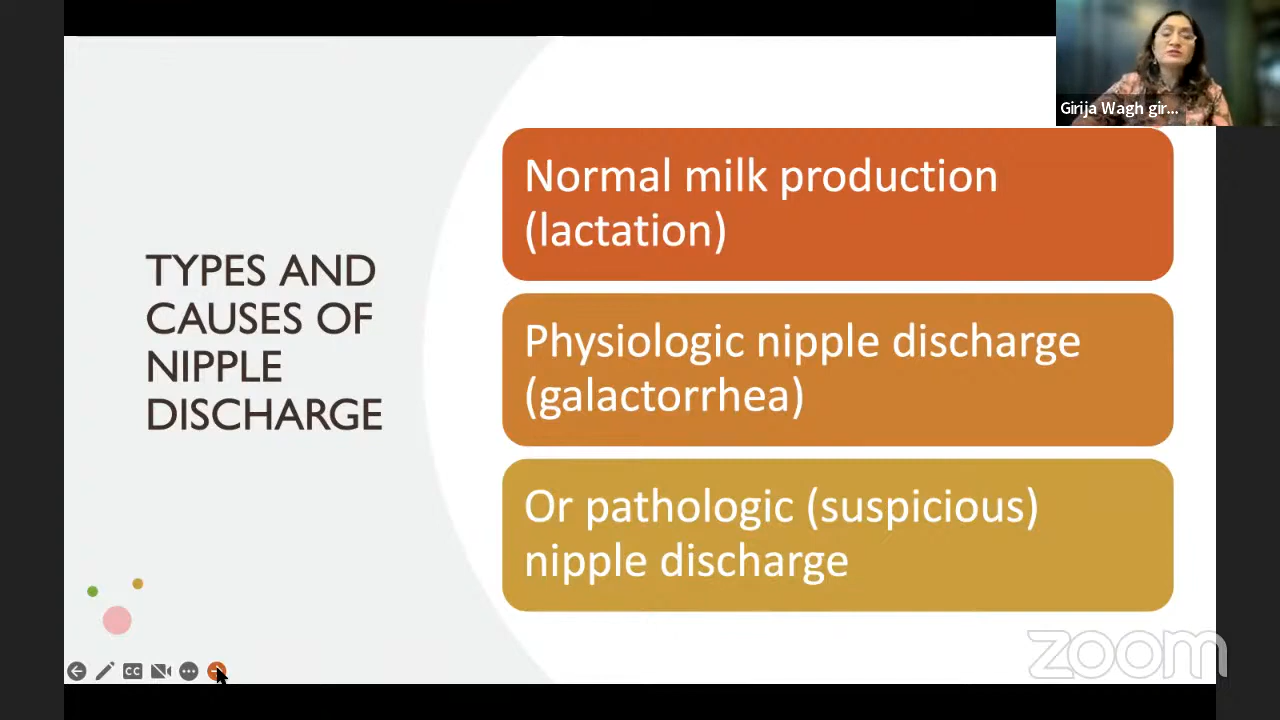 Girija Wagh gir...
Normal milk production
(lactation)
TYPES AND
CAUSES OF
NIPPLE
DISCHARGE
Physiologic nipple discharge
(galactorrhea)
Or pathologic (suspicious)
nipple discharge
CC
zoom